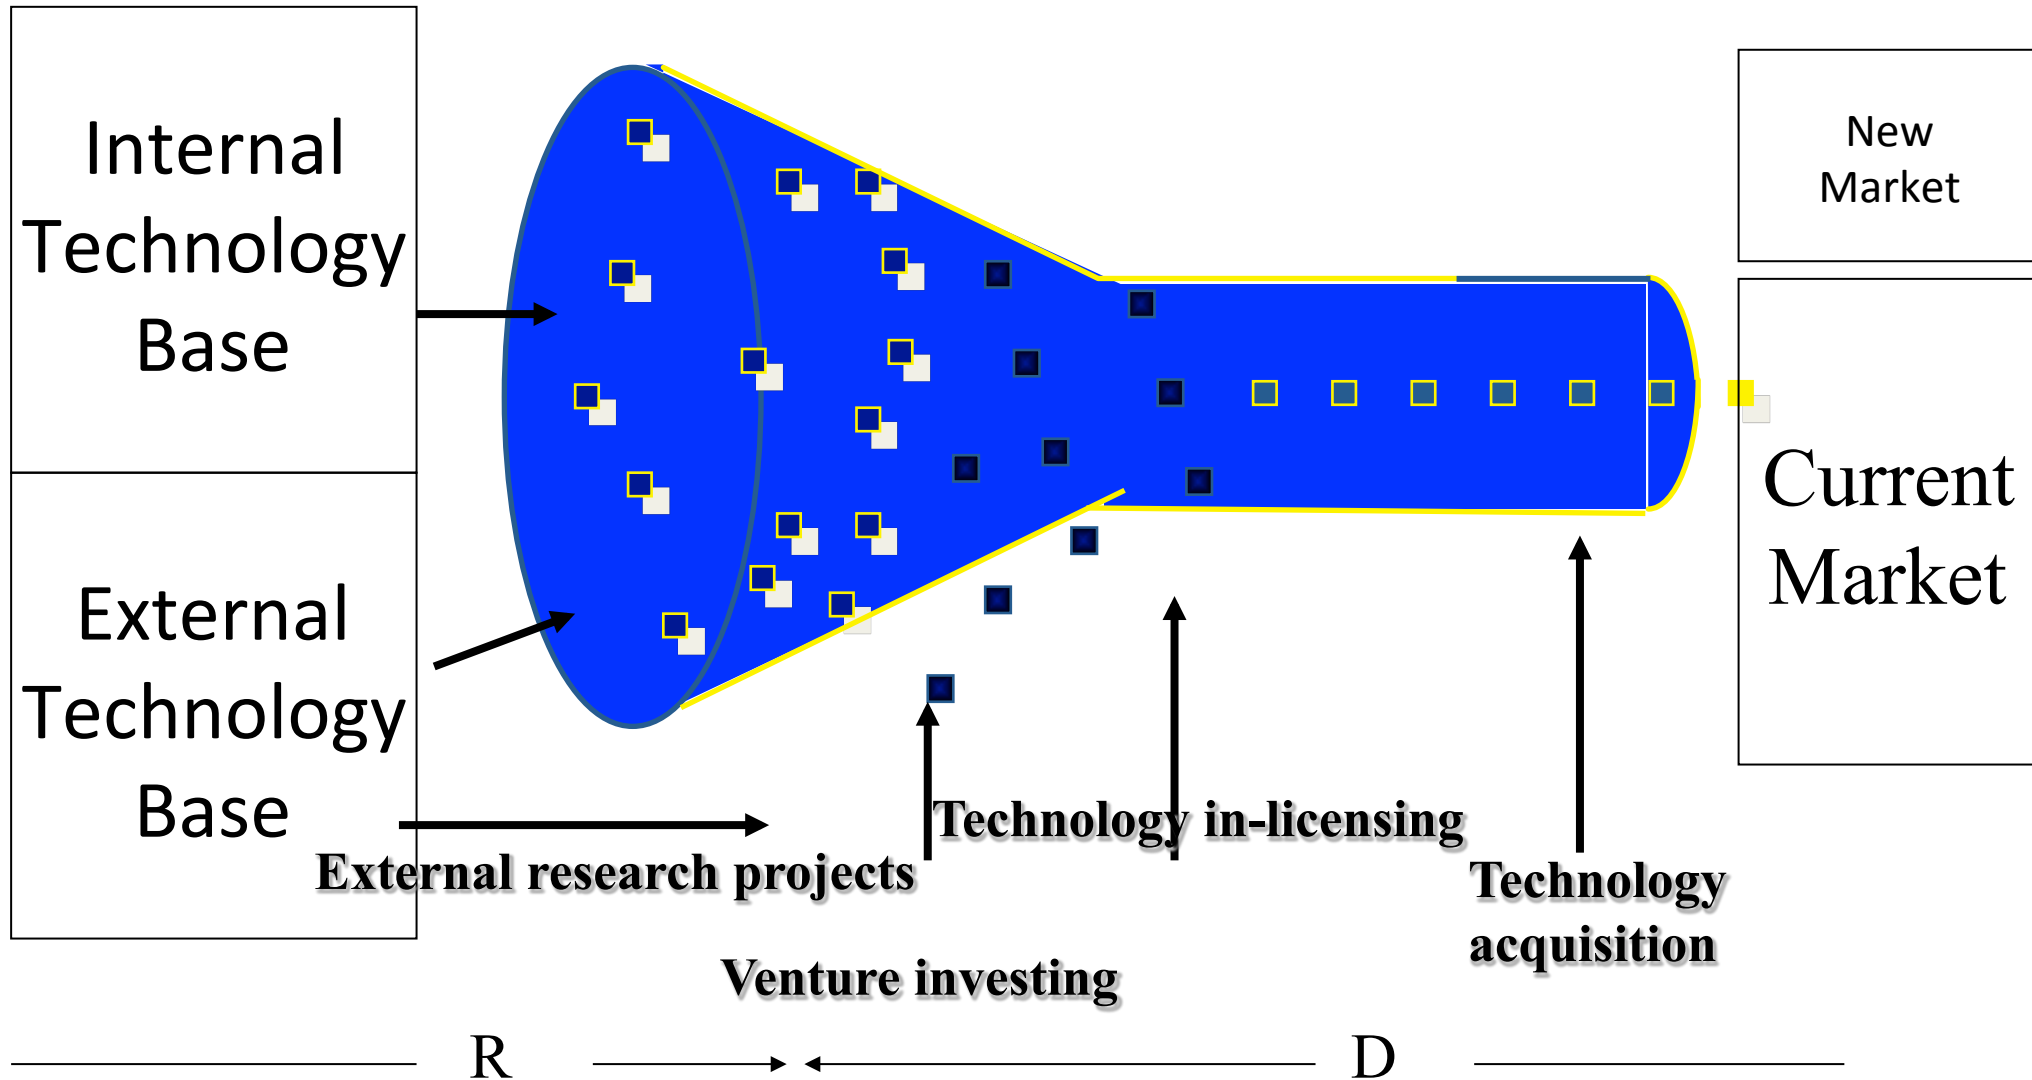 Internal
Technology
Base
External
Technology
Base
New
Market
Current
Market
Technology in-licensing
External research projects
Technology
acquisition
Venture investing
R
D